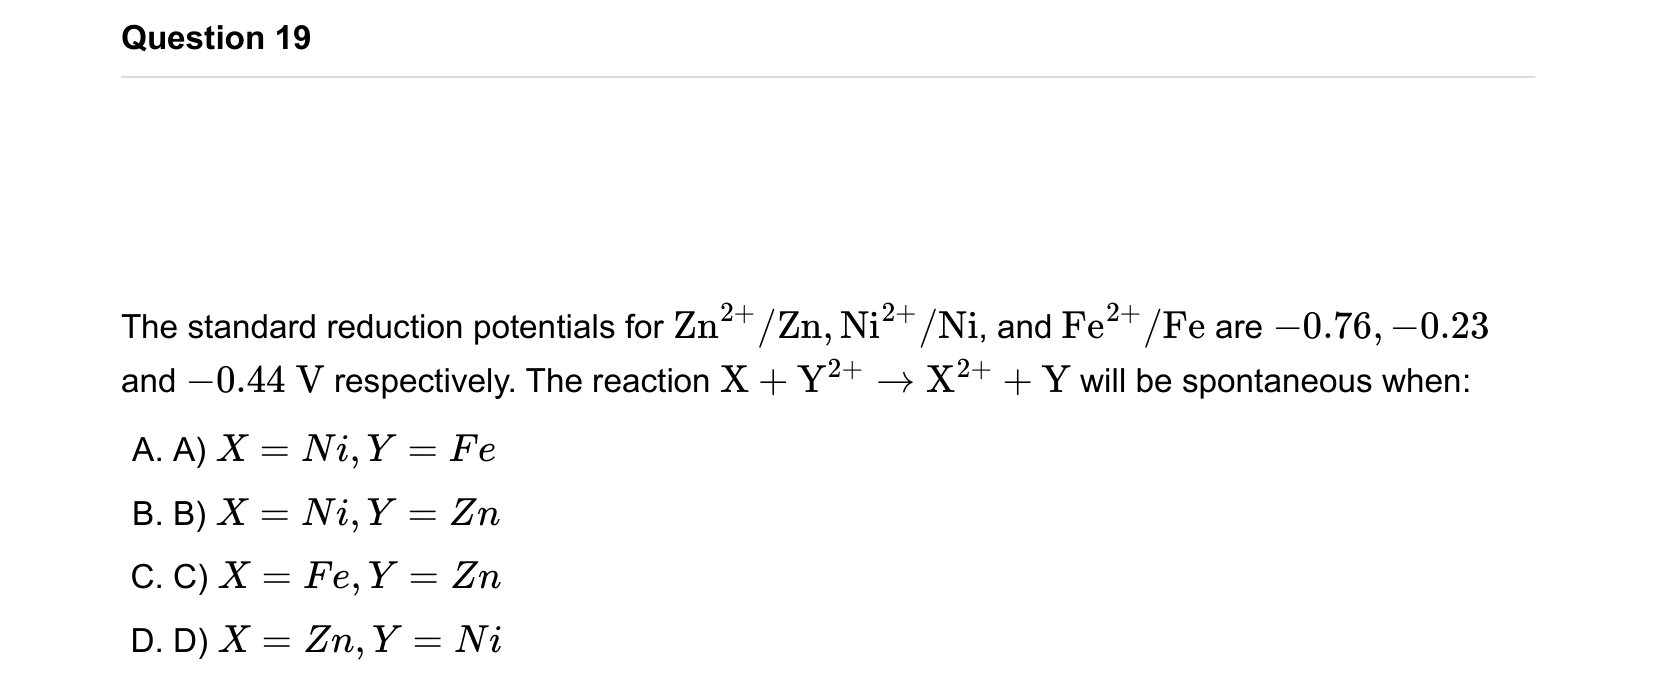 Question 19
The standard reduction potentials for Zn²⁺/Zn, Ni²⁺/Ni, and Fe²⁺/Fe are −0.76, −0.23
and −0.44 V respectively. The reaction X + Y²⁺ → X²⁺ + Y will be spontaneous when:
A. A) X = Ni, Y = Fe
B. B) X = Ni, Y = Zn
C. C) X = Fe, Y = Zn
D. D) X = Zn, Y = Ni